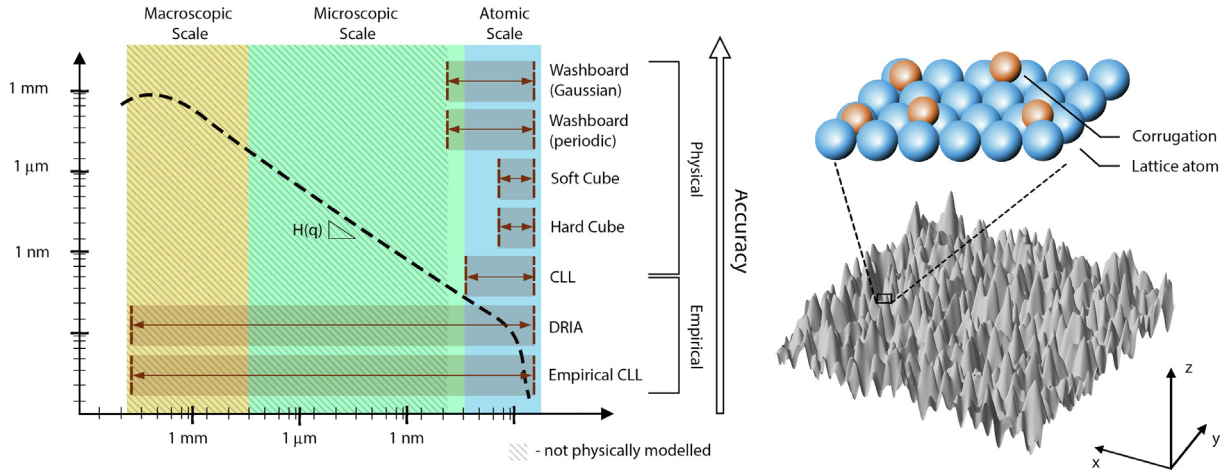 Macroscopic
Scale
Microscopic
Scale
Atomic
Scale
1 mm
1 μm
1 nm
H(q)
Washboard
(Gaussian)
Washboard
(periodic)
Soft Cube
Hard Cube
CLL
DRIA
Empirical CLL
Physical
Empirical
Accuracy
1 mm
1 μm
1 nm
- not physically modelled
Corrugation
Lattice atom
z
y
x